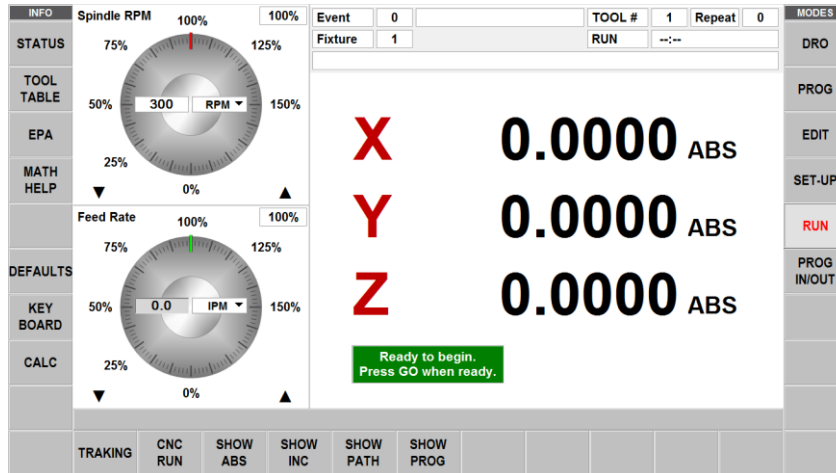 INFO
STATUS
TOOL
TABLE
EPA
MATH
HELP
DEFAULTS
KEY
BOARD
CALC
Spindle RPM
100%
100%
75%
125%
50%
300
RPM
150%
25%
0%
Feed Rate
100%
100%
75%
125%
50%
0.0
IPM
150%
25%
0%
Event 0
TOOL # 1 Repeat 0
Fixture 1
RUN --:--
X 0.0000 ABS
Y 0.0000 ABS
Z 0.0000 ABS
Ready to begin.
Press GO when ready.
MODES
DRO
PROG
EDIT
SET-UP
RUN
PROG
IN/OUT
TRAKING
CNC
RUN
SHOW
ABS
SHOW
INC
SHOW
PATH
SHOW
PROG